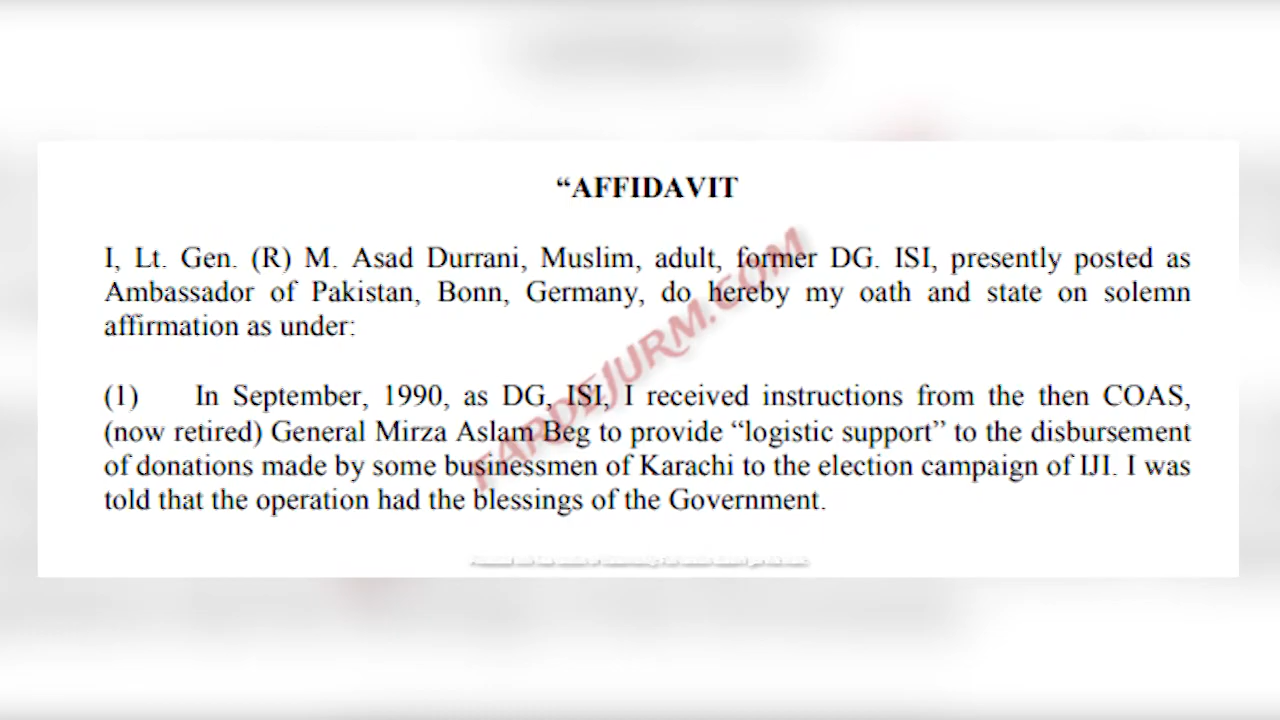 “AFFIDAVIT
I, Lt. Gen. (R) M. Asad Durrani, Muslim, adult, former DG. ISI, presently posted as
Ambassador of Pakistan, Bonn, Germany, do hereby my oath and state on solemn
affirmation as under:
(1) In September, 1990, as DG, ISI, I received instructions from the then COAS,
(now retired) General Mirza Aslam Beg to provide “logistic support” to the disbursement
of donations made by some businessmen of Karachi to the election campaign of IJI. I was
told that the operation had the blessings of the Government.
FARDEJURM.COM